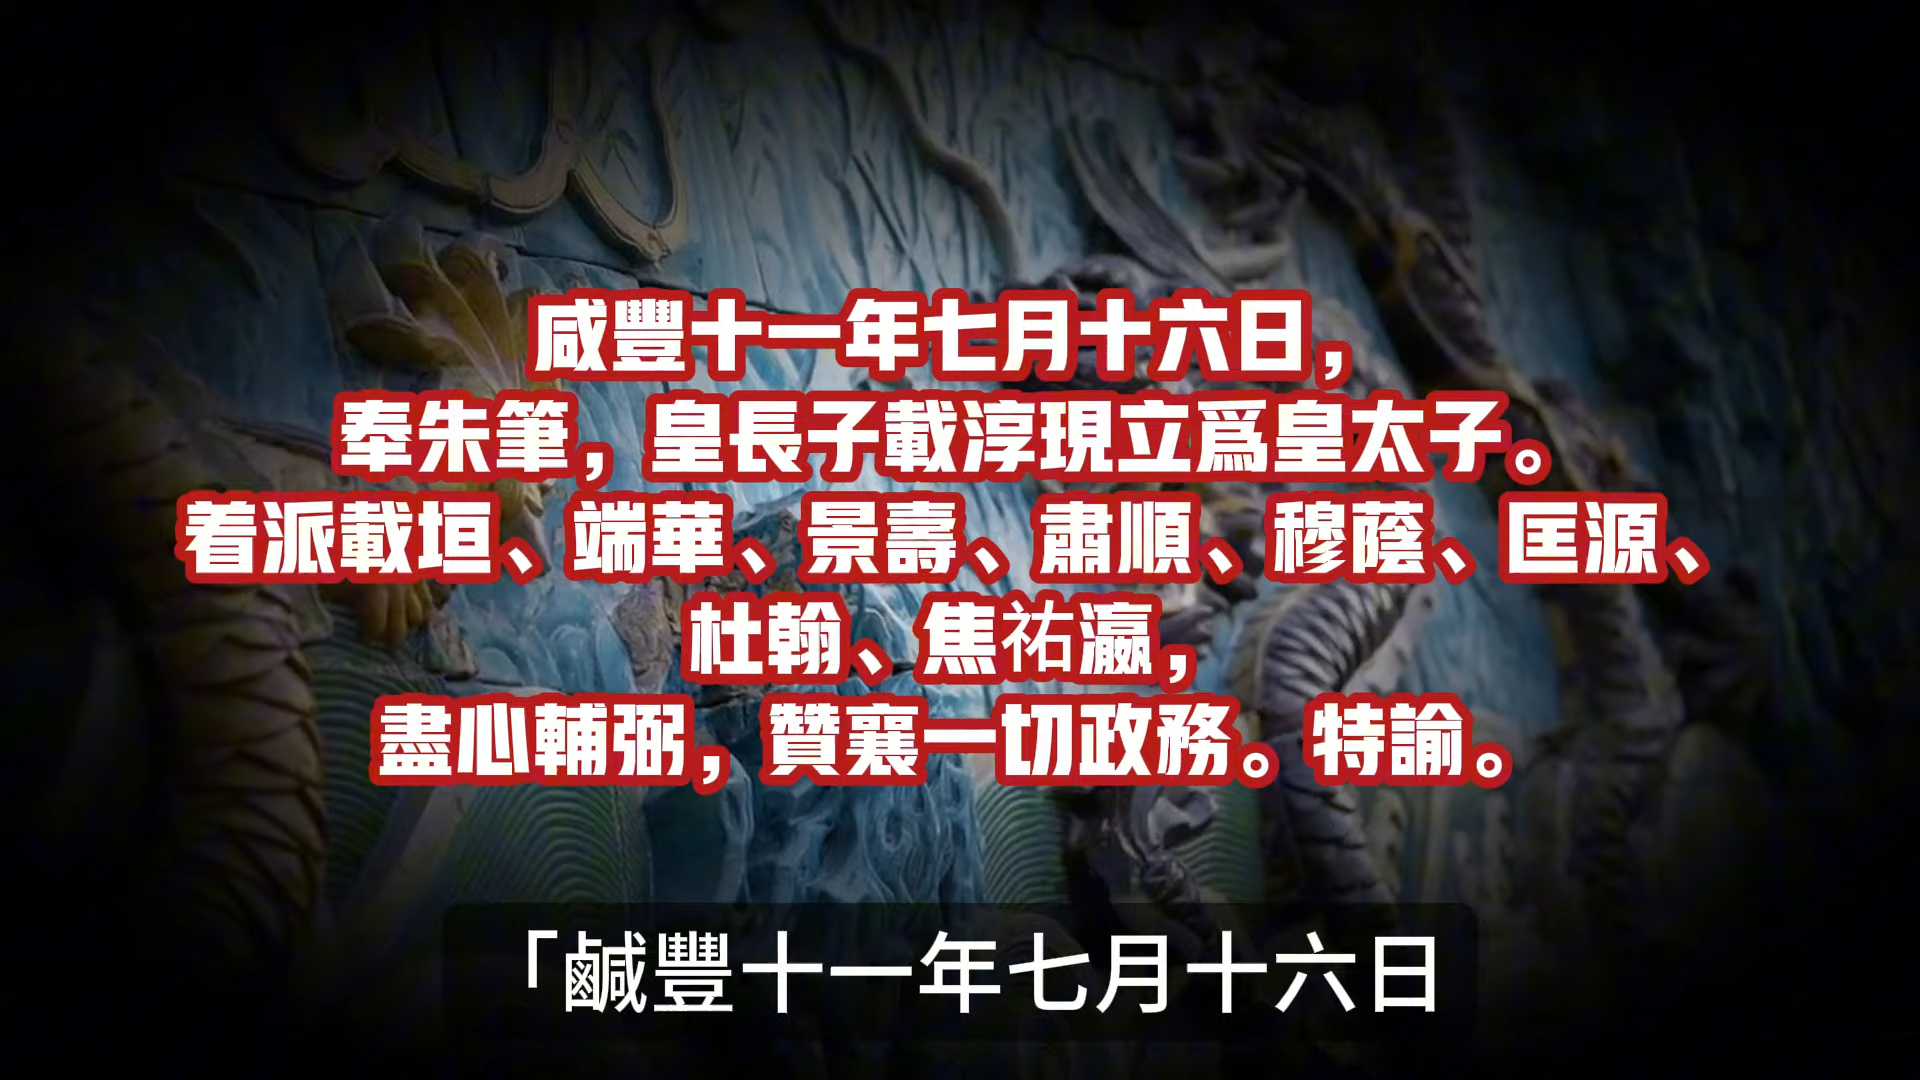 咸豐十一年七月十六日，
奉朱筆，皇長子載淳現立爲皇太子。
着派載垣、端華、景壽、肅順、穆蔭、匡源、
杜翰、焦祐瀛，
盡心輔弼，贊襄一切政務。特諭。
「鹹豐十一年七月十六日